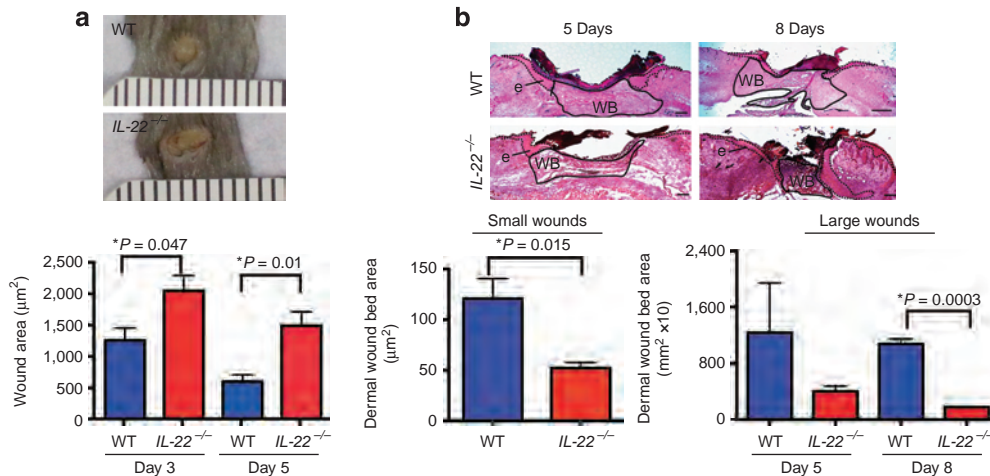 a
WT
IL-22−/−
*P = 0.047
*P = 0.01
2,500
2,000
1,500
1,000
500
0
Wound area (µm²)
WT
IL-22−/−
WT
IL-22−/−
Day 3
Day 5
b
5 Days
8 Days
WT
e
WB
WB
IL-22−/−
e
WB
e
WB
Small wounds
*P = 0.015
150
100
50
0
Dermal wound bed area
(µm²)
WT
IL-22−/−
Large wounds
2,400
1,800
1,200
600
0
Dermal wound bed area
(mm² ×10)
*P = 0.0003
WT
IL-22−/−
WT
IL-22−/−
Day 5
Day 8